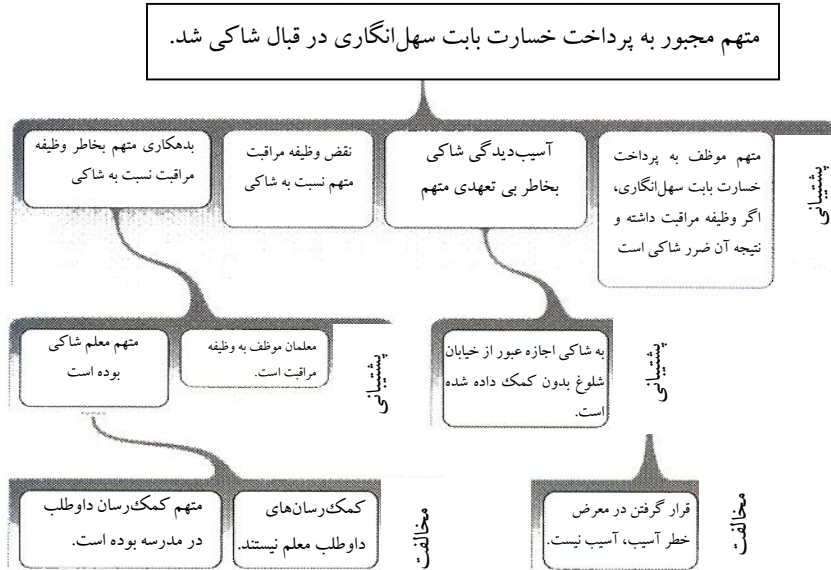 متهم مجبور به پرداخت خسارت بابت سهل‌انگاری در قبال شاکی شد.
پشتیبانی
متهم موظف به پرداخت
خسارت بابت سهل‌انگاری،
اگر وظیفه مراقبت داشته و
نتیجه آن ضرر شاکی است
آسیب‌دیدگی شاکی
بخاطر بی تعهدی متهم
نقض وظیفه مراقبت
متهم نسبت به شاکی
بدهکاری متهم بخاطر وظیفه
مراقبت نسبت به شاکی
پشتیبانی
به شاکی اجازه عبور از خیابان
شلوغ بدون کمک داده شده
است.
پشتیبانی
معلمان موظف به وظیفه
مراقبت است.
متهم معلم شاکی
بوده است
مخالفت
قرار گرفتن در معرض
خطر آسیب، آسیب نیست.
مخالفت
کمک‌رسان‌های
داوطلب معلم نیستند.
متهم کمک‌رسان داوطلب
در مدرسه بوده است.